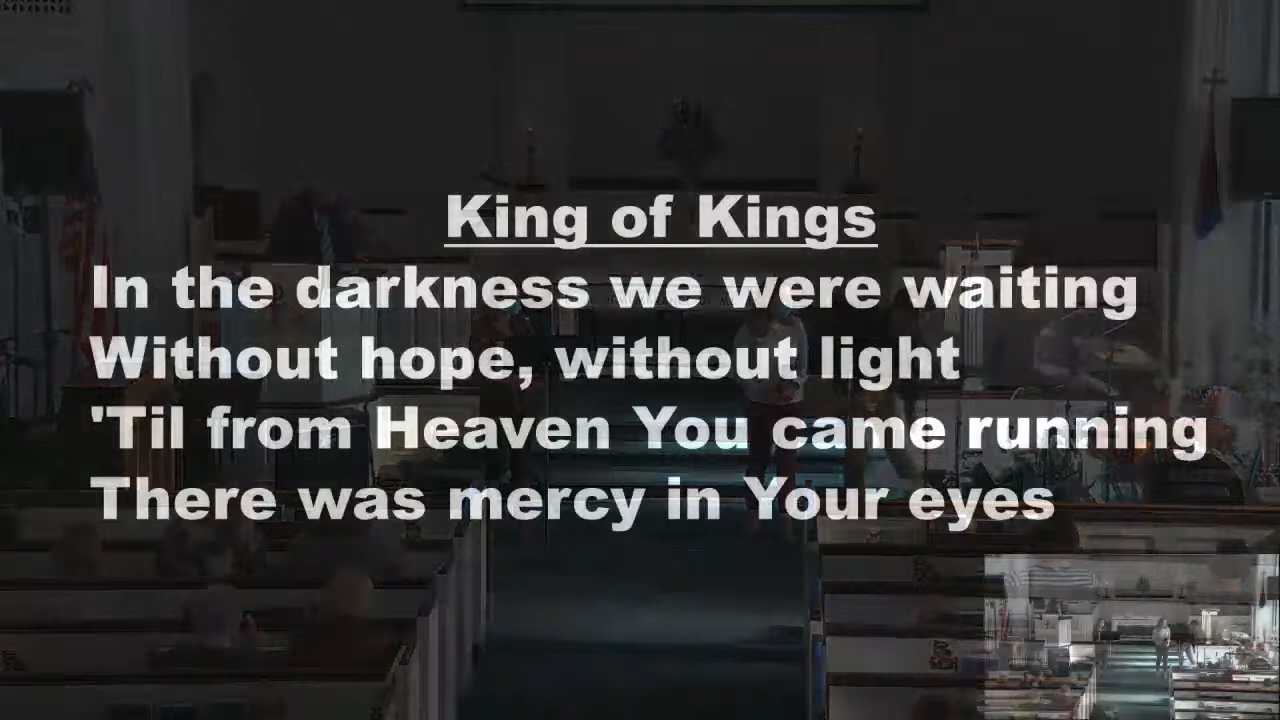 King of Kings
In the darkness we were waiting
Without hope, without light
'Til from Heaven You came running
There was mercy in Your eyes